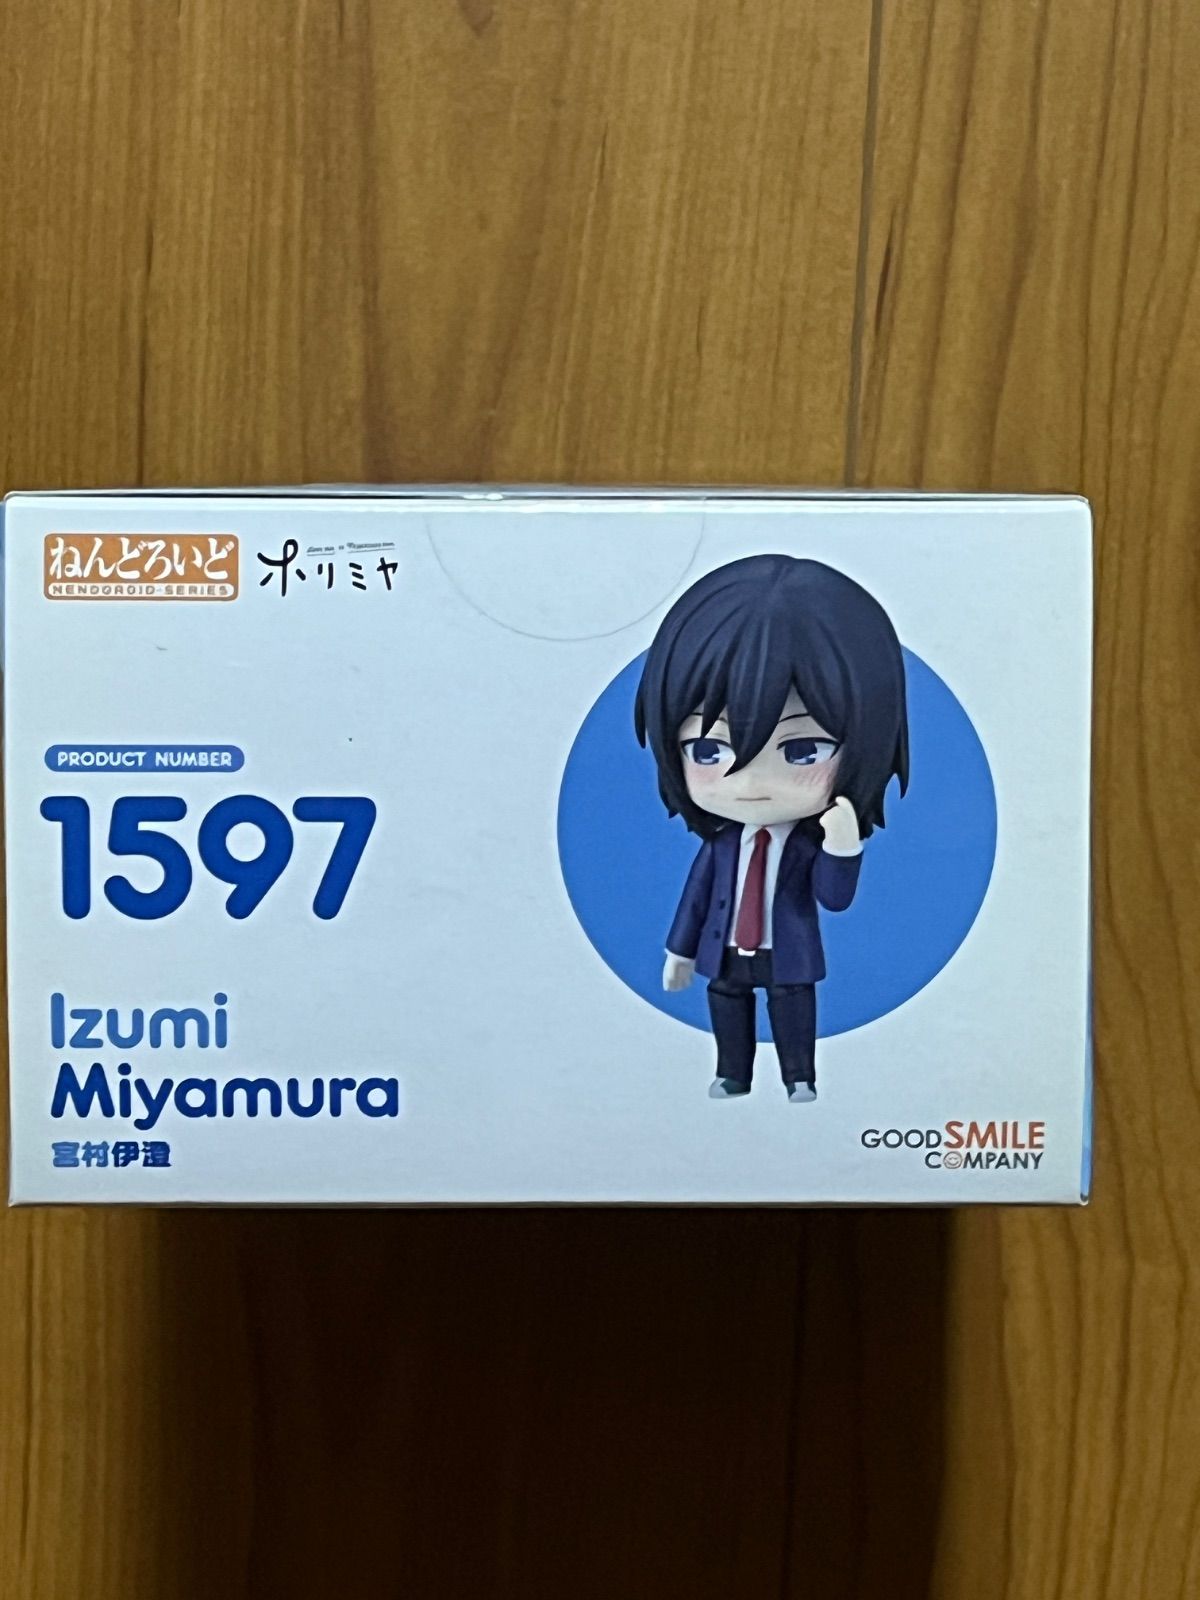 ねんどろいど
NENDOROID SERIES
ホリミヤ
PRODUCT NUMBER
1597
Izumi
Miyamura
宮村伊澄
GOOD SMILE
COMPANY